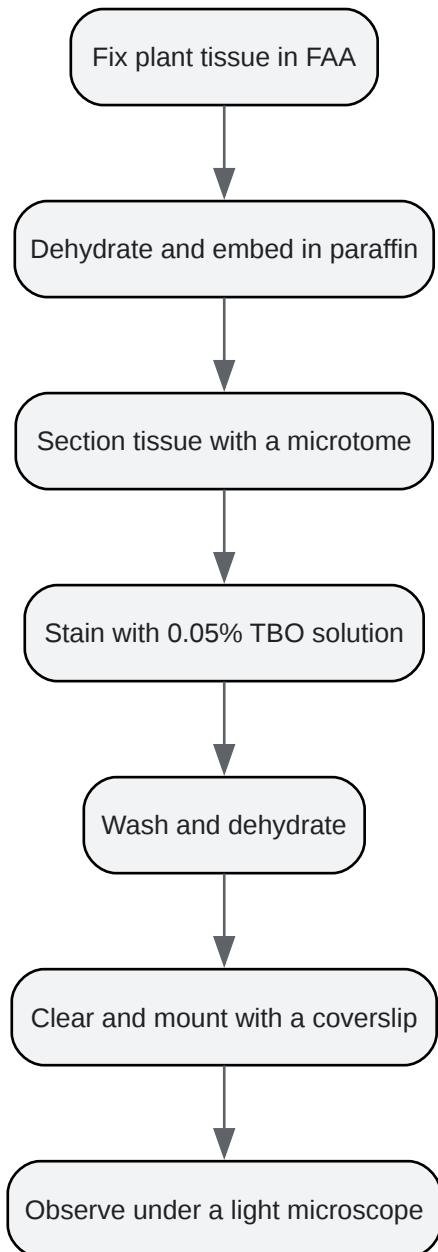 Fix plant tissue in FAA
Dehydrate and embed in paraffin
Section tissue with a microtome
Stain with 0.05% TBO solution
Wash and dehydrate
Clear and mount with a coverslip
Observe under a light microscope